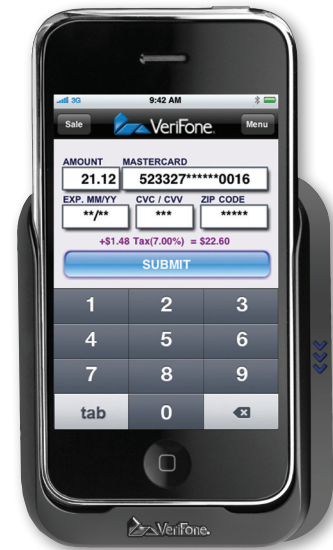 3G 9:42 AM
Sale VeriFone. Menu
AMOUNT MASTERCARD
21.12 523327******0016
EXP. MM/YY CVC / CVV ZIP CODE
**/** *** *****
+$1.48 Tax(7.00%) = $22.60
SUBMIT
1 2 3
4 5 6
7 8 9
tab 0
VeriFone.